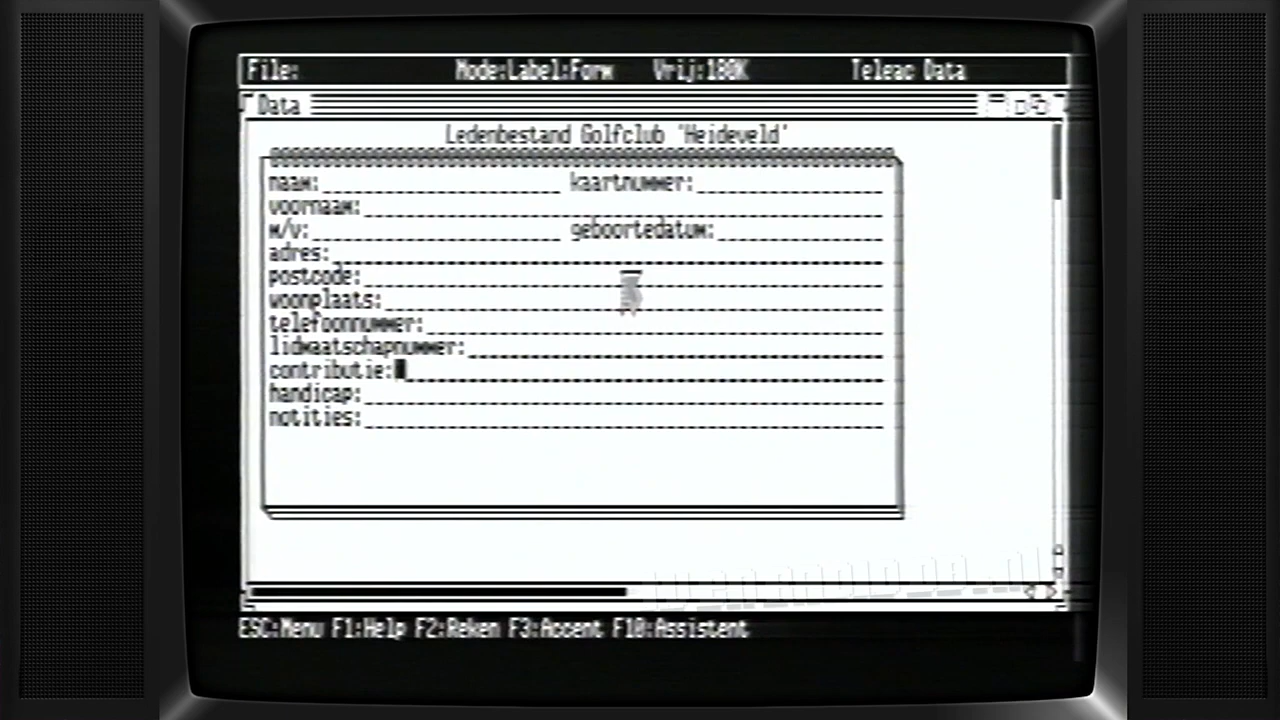 File: Mode:Label:Form Vrij:180K Teleac Data
Data
Ledenbestand Golfclub 'Heideveld'
naam: kaartnummer:
voornaam:
m/v: geboortedatum:
adres:
postcode:
woonplaats:
telefoonnummer:
lidmaatschapnummer:
contributie:
handicap:
notities:
ESC:Menu F1:Help F2:Reken F3:Accent F10:Assistent